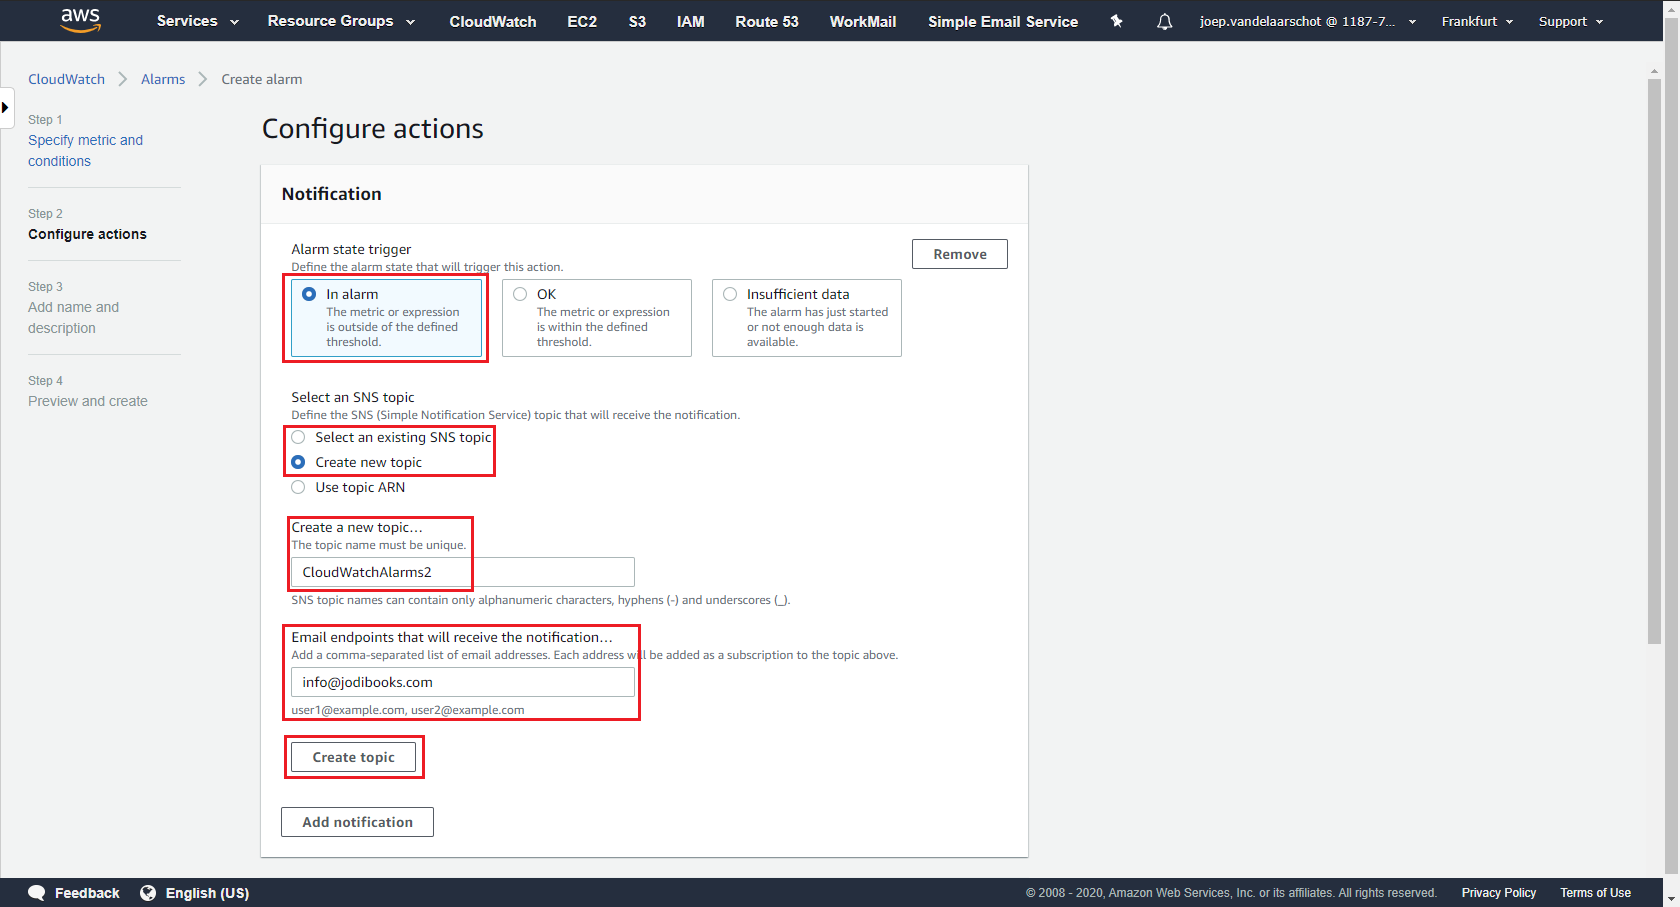 aws Services Resource Groups CloudWatch EC2 S3 IAM Route 53 WorkMail Simple Email Service joep.vandelaarschot @ 1187-7... Frankfurt Support
CloudWatch Alarms Create alarm
Step 1
Specify metric and
conditions
Step 2
Configure actions
Step 3
Add name and
description
Step 4
Preview and create
Configure actions
Notification
Alarm state trigger
Define the alarm state that will trigger this action.
Remove
In alarm
The metric or expression
is outside of the defined
threshold.
OK
The metric or expression
is within the defined
threshold.
Insufficient data
The alarm has just started
or not enough data is
available.
Select an SNS topic
Define the SNS (Simple Notification Service) topic that will receive the notification.
Select an existing SNS topic
Create new topic
Use topic ARN
Create a new topic...
The topic name must be unique.
CloudWatchAlarms2
SNS topic names can contain only alphanumeric characters, hyphens (-) and underscores (_).
Email endpoints that will receive the notification...
Add a comma-separated list of email addresses. Each address will be added as a subscription to the topic above.
info@jodibooks.com
user1@example.com, user2@example.com
Create topic
Add notification
Feedback English (US) © 2008 - 2020, Amazon Web Services, Inc. or its affiliates. All rights reserved. Privacy Policy Terms of Use